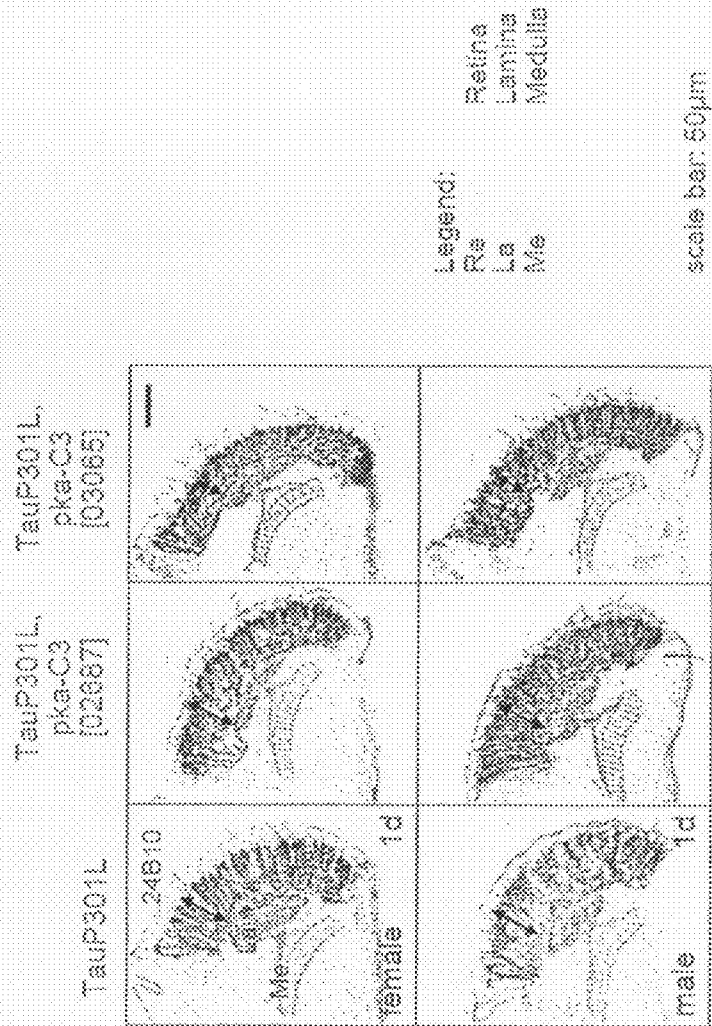 TauP301L
TauP301L,
pka-C3
TauP301L,
pka-C3
[03065]
24B10
Me
female
1d
male
1d
Legend:
Re Retina
La Lamina
Me Medulla
scale bar: 50µm